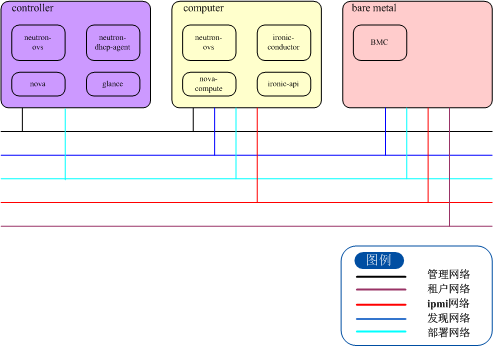 controller
computer
bare metal
neutron-
ovs
neutron-
dhcp-agent
neutron-
ovs
ironic-
conductor
BMC
nova
glance
nova-
compute
ironic-api
图例
管理网络
租户网络
ipmi网络
发现网络
部署网络